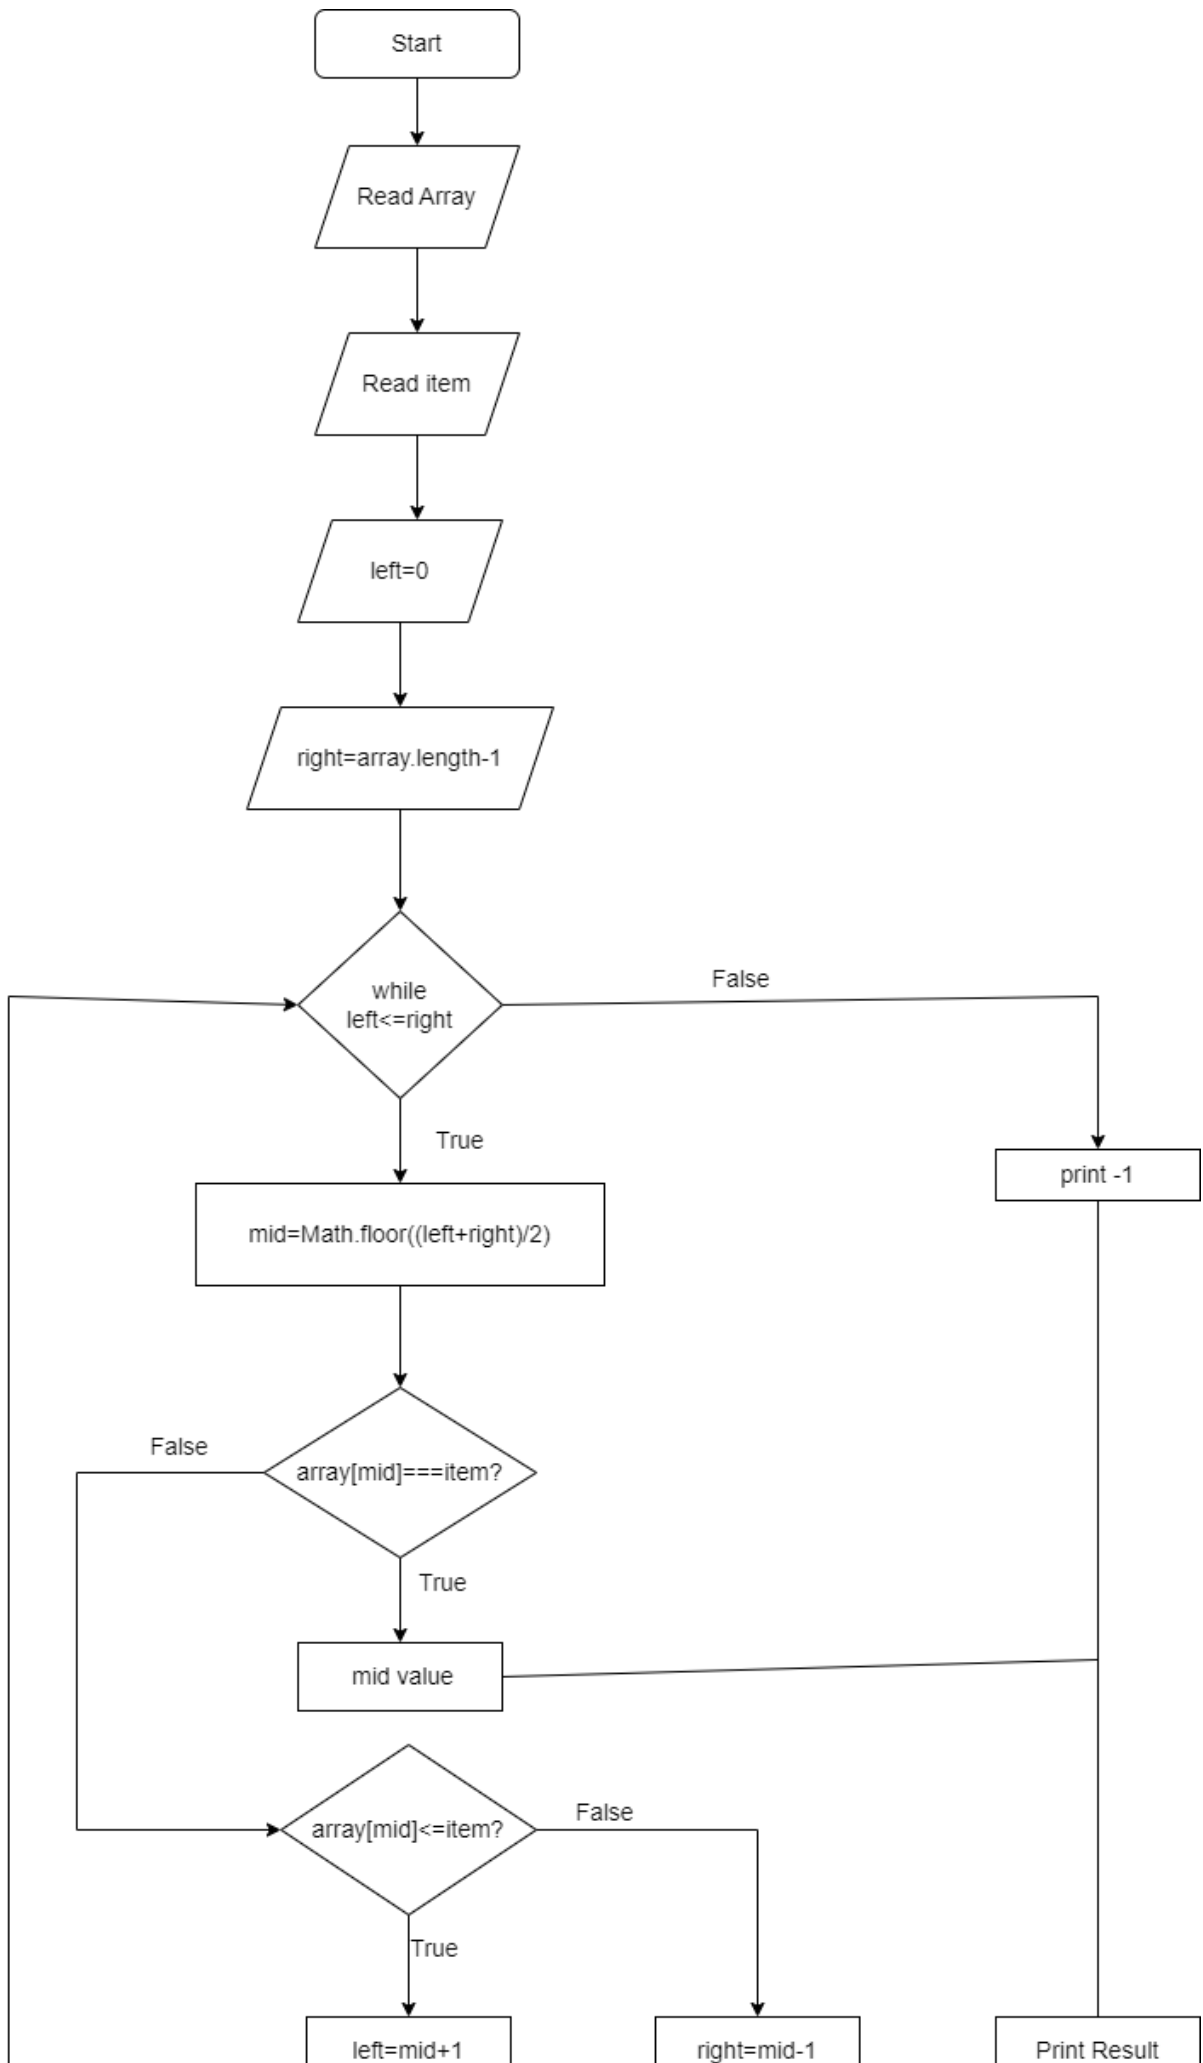 Start
Read Array
Read item
left=0
right=array.length-1
while
left<=right
False
True
print -1
mid=Math.floor((left+right)/2)
False
array[mid]===item?
True
mid value
array[mid]<=item?
False
True
left=mid+1
right=mid-1
Print Result